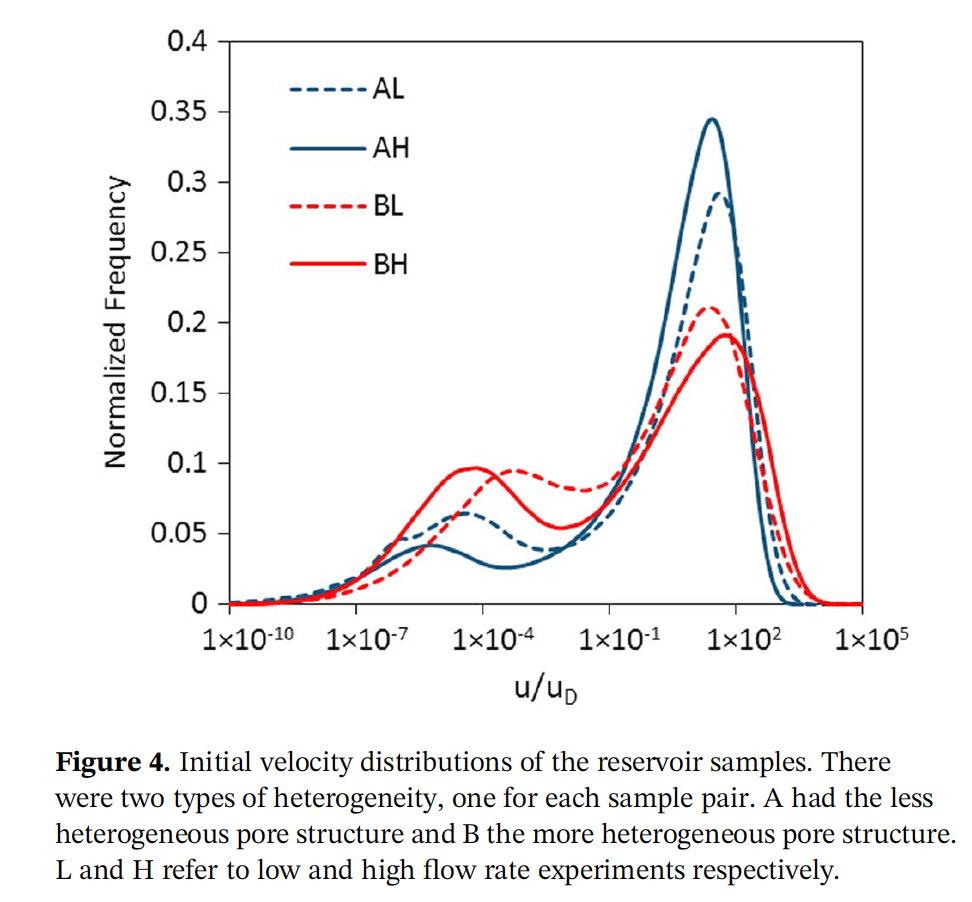 0.4
0.35
0.3
0.25
0.2
0.15
0.1
0.05
0
Normalized Frequency
AL
AH
BL
BH
1×10-10 1×10-7 1×10-4 1×10-1 1×102 1×105
u/uD
Figure 4. Initial velocity distributions of the reservoir samples. There
were two types of heterogeneity, one for each sample pair. A had the less
heterogeneous pore structure and B the more heterogeneous pore structure.
L and H refer to low and high flow rate experiments respectively.